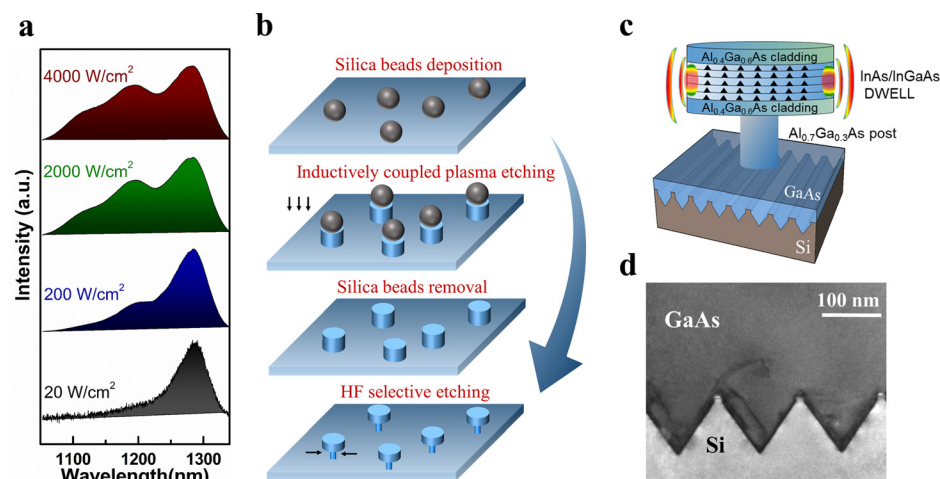 a
4000 W/cm²
2000 W/cm²
200 W/cm²
20 W/cm²
Intensity (a.u.)
1100 1200 1300
Wavelength(nm)
b
Silica beads deposition
Inductively coupled plasma etching
Silica beads removal
HF selective etching
c
Al₀.₄Ga₀.₆As cladding
InAs/InGaAs
DWELL
Al₀.₄Ga₀.₆As cladding
Al₀.₇Ga₀.₃As post
GaAs
Si
d
GaAs
100 nm
Si